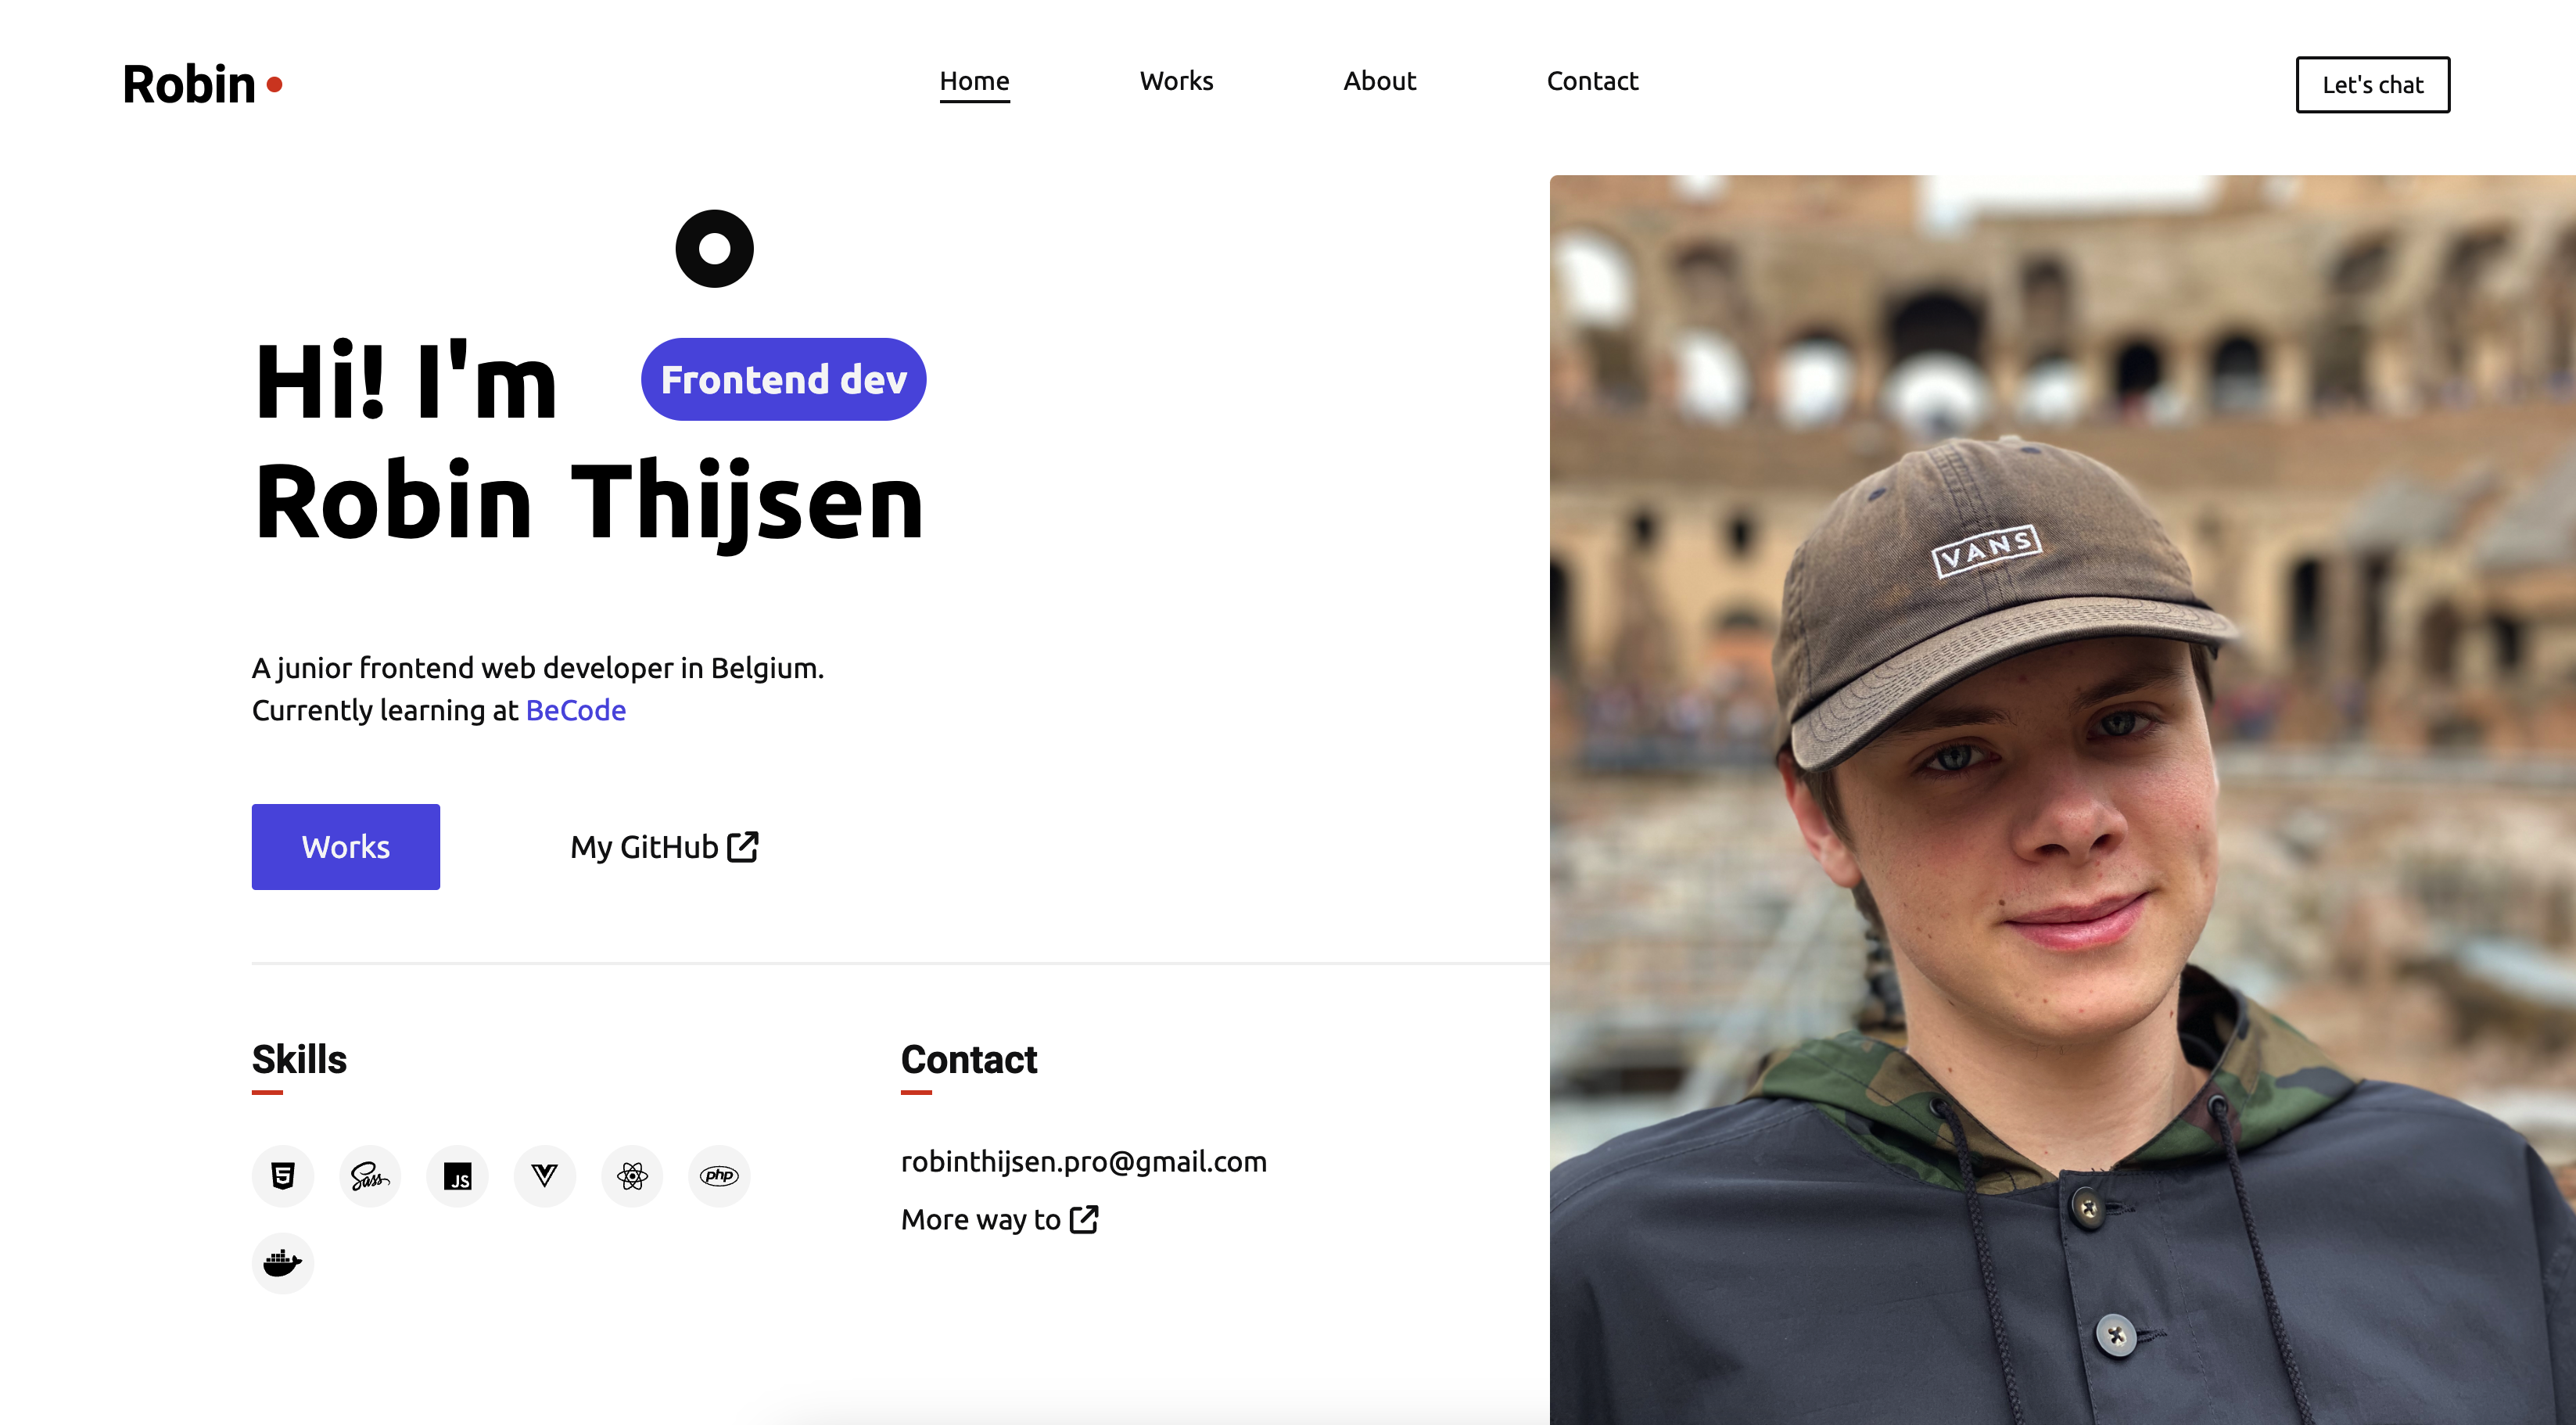 Robin
Home
Works
About
Contact
Let's chat
Hi! I'm
Frontend dev
Robin Thijsen
VANS
A junior frontend web developer in Belgium.
Currently learning at BeCode
Works
My GitHub
Skills
5
Sass
JS
php
Contact
robinthijsen.pro@gmail.com
More way to